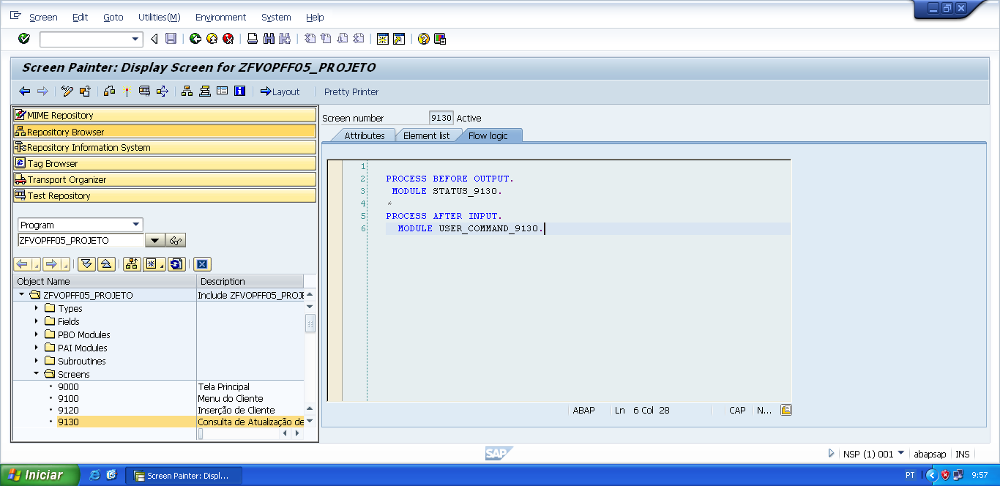 Screen Edit Goto Utilities(M) Environment System Help
Screen Painter: Display Screen for ZFVOPFF05_PROJETO
Layout Pretty Printer
MIME Repository
Repository Browser
Repository Information System
Tag Browser
Transport Organizer
Test Repository
Program
ZFVOPFF05_PROJETO
Object Name Description
ZFVOPFF05_PROJETO Include ZFVOPFF05_PROJE
Types
Fields
PBO Modules
PAI Modules
Subroutines
Screens
9000 Tela Principal
9100 Menu do Cliente
9120 Inserção de Cliente
9130 Consulta de Atualização de
Screen number 9130 Active
Attributes Element list Flow logic
1
2 PROCESS BEFORE OUTPUT.
3 MODULE STATUS_9130.
4 *
5 PROCESS AFTER INPUT.
6 MODULE USER_COMMAND_9130.
ABAP Ln 6 Col 28 CAP N...
SAP
NSP (1) 001 abapsap INS
Iniciar Screen Painter: Displ... PT 9:57